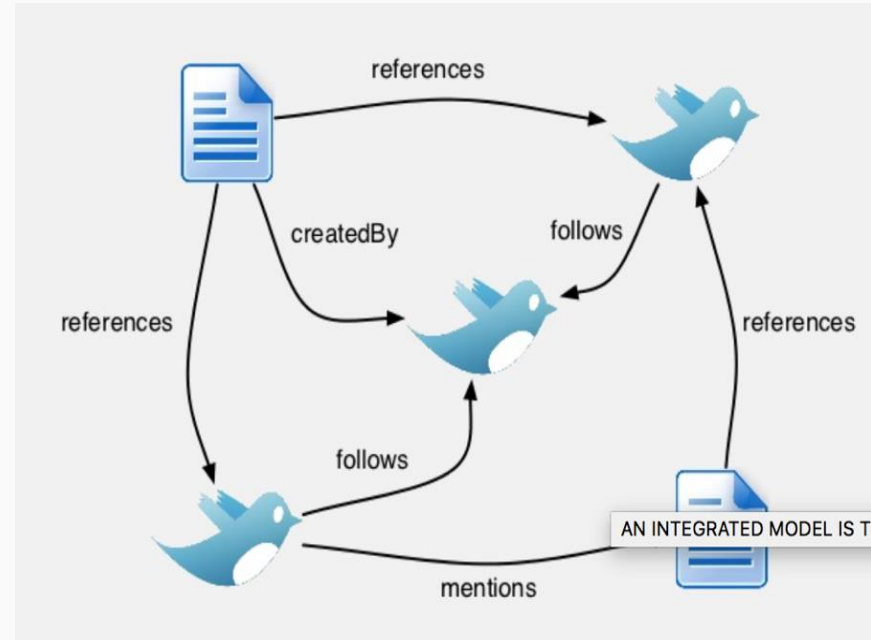 references
createdBy
follows
references
references
follows
AN INTEGRATED MODEL IS T
mentions